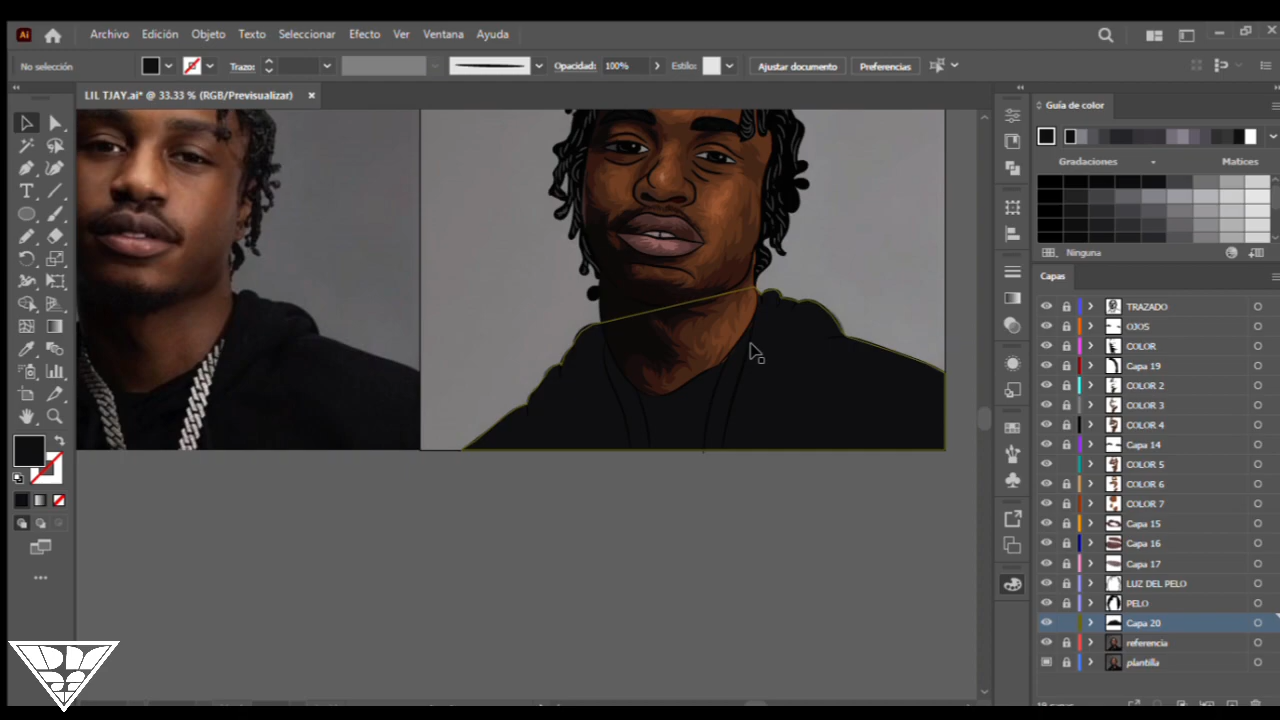 Ai
Archivo Edición Objeto Texto Seleccionar Efecto Ver Ventana Ayuda
No selección Trazo: Opacidad: 100% Estilo: Ajustar documento Preferencias
LIL TJAY.ai* @ 33.33 % (RGB/Previsualizar) ×
Guía de color
Gradaciones Matices
Ninguna
Capas
TRAZADO
OJOS
COLOR
Capa 19
COLOR 2
COLOR 3
COLOR 4
Capa 14
COLOR 5
COLOR 6
COLOR 7
Capa 15
Capa 16
Capa 17
LUZ DEL PELO
PELO
Capa 20
referencia
plantilla